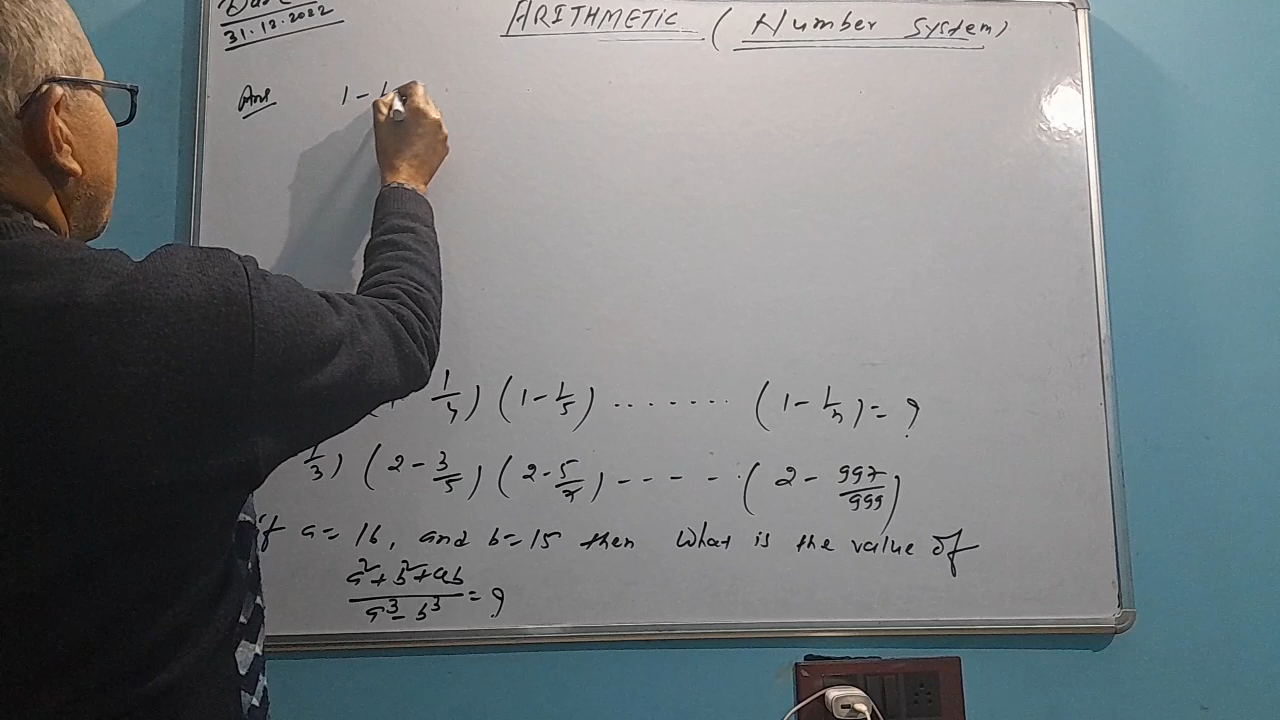 31.12.2022
ARITHMETIC (Number System)
Ans 1 -
1/4) (1 - 1/5) ....... (1 - 1/n) = ?
1/3) (2 - 3/5) (2 - 5/7) ----- (2 - 997/999)
if a = 16, and b = 15 then what is the value of
a² + b² + ab / a³ - b³ = ?